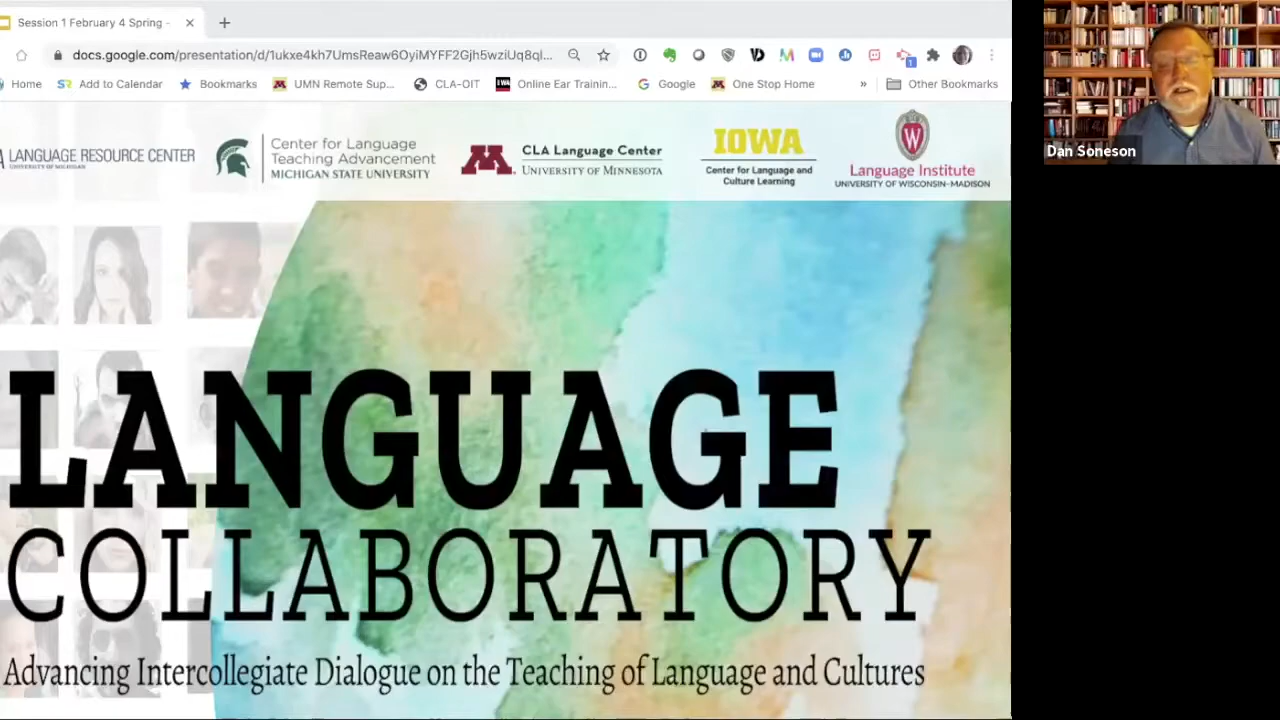 Session 1 February 4 Spring -
docs.google.com/presentation/d/1ukxe4kh7UmsReaw6OyiMYFF2Gjh5wziUq8ql...
Home
Add to Calendar
Bookmarks
UMN Remote Sup...
CLA-OIT
Online Ear Trainin...
Google
One Stop Home
»
Other Bookmarks
LANGUAGE RESOURCE CENTER
UNIVERSITY OF MICHIGAN
Center for Language
Teaching Advancement
MICHIGAN STATE UNIVERSITY
CLA Language Center
UNIVERSITY OF MINNESOTA
IOWA
Center for Language and
Culture Learning
W
Language Institute
UNIVERSITY OF WISCONSIN-MADISON
LANGUAGE
COLLABORATORY
Advancing Intercollegiate Dialogue on the Teaching of Language and Cultures
Dan Soneson